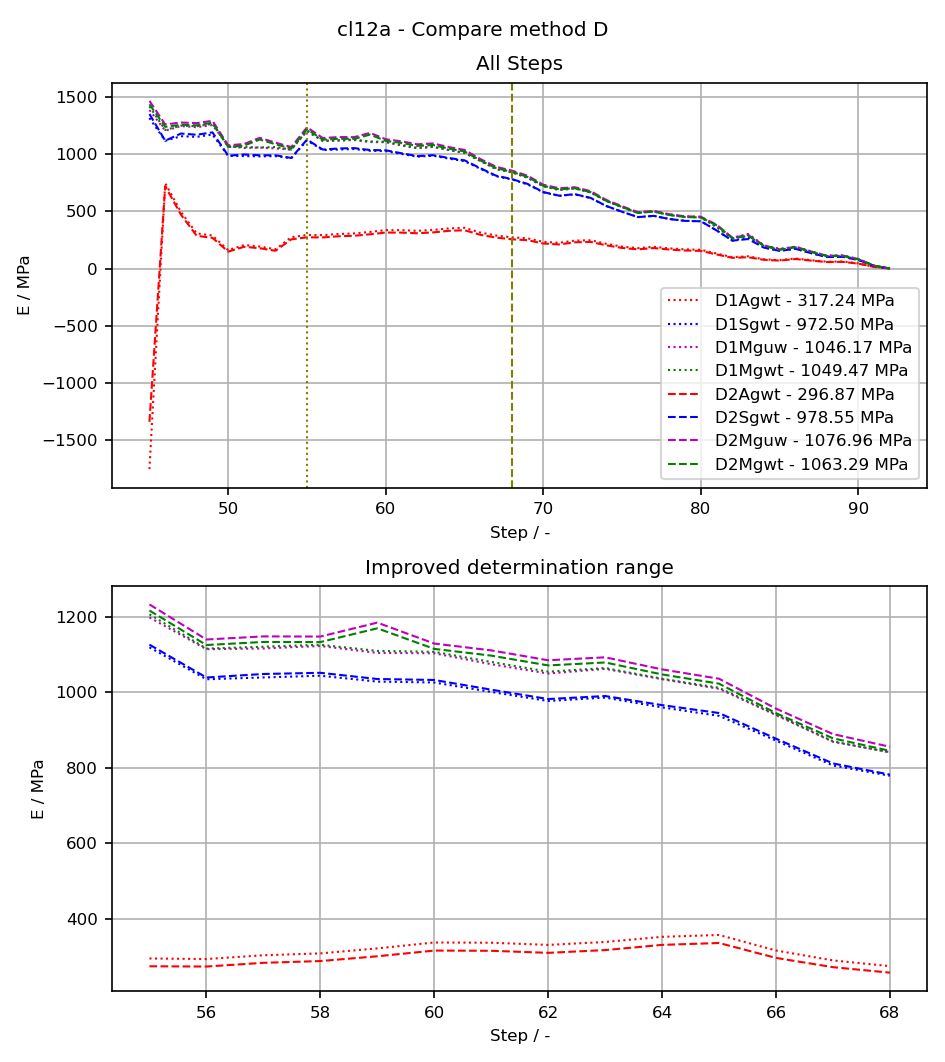 cl12a - Compare method D
All Steps
1500
1000
500
0
−500
−1000
−1500
E / MPa
50
60
70
80
90
Step / -
D1Agwt - 317.24 MPa
D1Sgwt - 972.50 MPa
D1Mguw - 1046.17 MPa
D1Mgwt - 1049.47 MPa
D2Agwt - 296.87 MPa
D2Sgwt - 978.55 MPa
D2Mguw - 1076.96 MPa
D2Mgwt - 1063.29 MPa
Improved determination range
1200
1000
800
600
400
E / MPa
56
58
60
62
64
66
68
Step / -